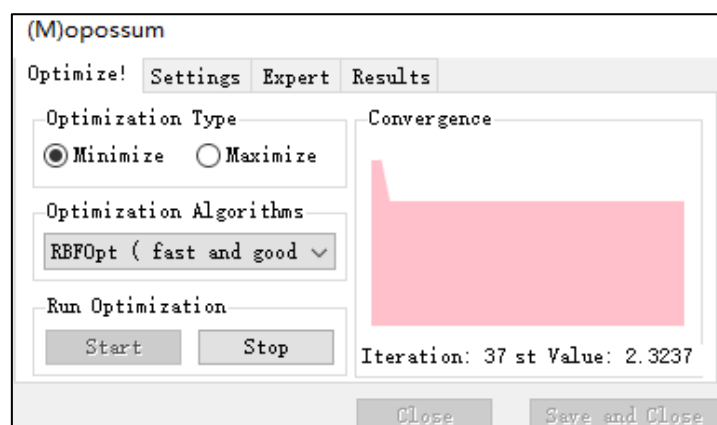 (M)opossum
Optimize! Settings Expert Results
Optimization Type
Minimize Maximize
Optimization Algorithms
RBFOpt ( fast and good
Run Optimization
Start Stop
Convergence
Iteration: 37 st Value: 2.3237
Close Save and Close